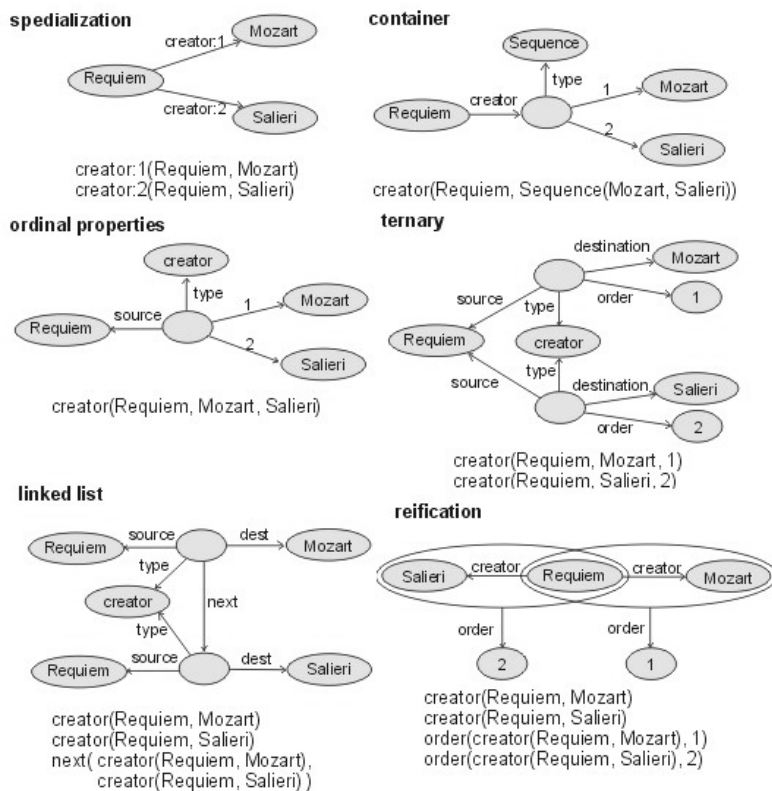 spedialization
Mozart
creator:1
Requiem
creator:2
Salieri
creator:1(Requiem, Mozart)
creator:2(Requiem, Salieri)
container
Sequence
type
1
Requiem
creator
Mozart
2
Salieri
creator(Requiem, Sequence(Mozart, Salieri))
ordinal properties
creator
type
1
Mozart
source
Requiem
2
Salieri
creator(Requiem, Mozart, Salieri)
ternary
destination
Mozart
source
type
order
1
Requiem
creator
type
source
destination
Salieri
order
2
creator(Requiem, Mozart, 1)
creator(Requiem, Salieri, 2)
linked list
source
dest
Requiem
Mozart
type
creator
next
type
source
dest
Requiem
Salieri
creator(Requiem, Mozart)
creator(Requiem, Salieri)
next( creator(Requiem, Mozart),
creator(Requiem, Salieri) )
reification
Salieri
creator
Requiem
creator
Mozart
order
order
2
1
creator(Requiem, Mozart)
creator(Requiem, Salieri)
order(creator(Requiem, Mozart), 1)
order(creator(Requiem, Salieri), 2)